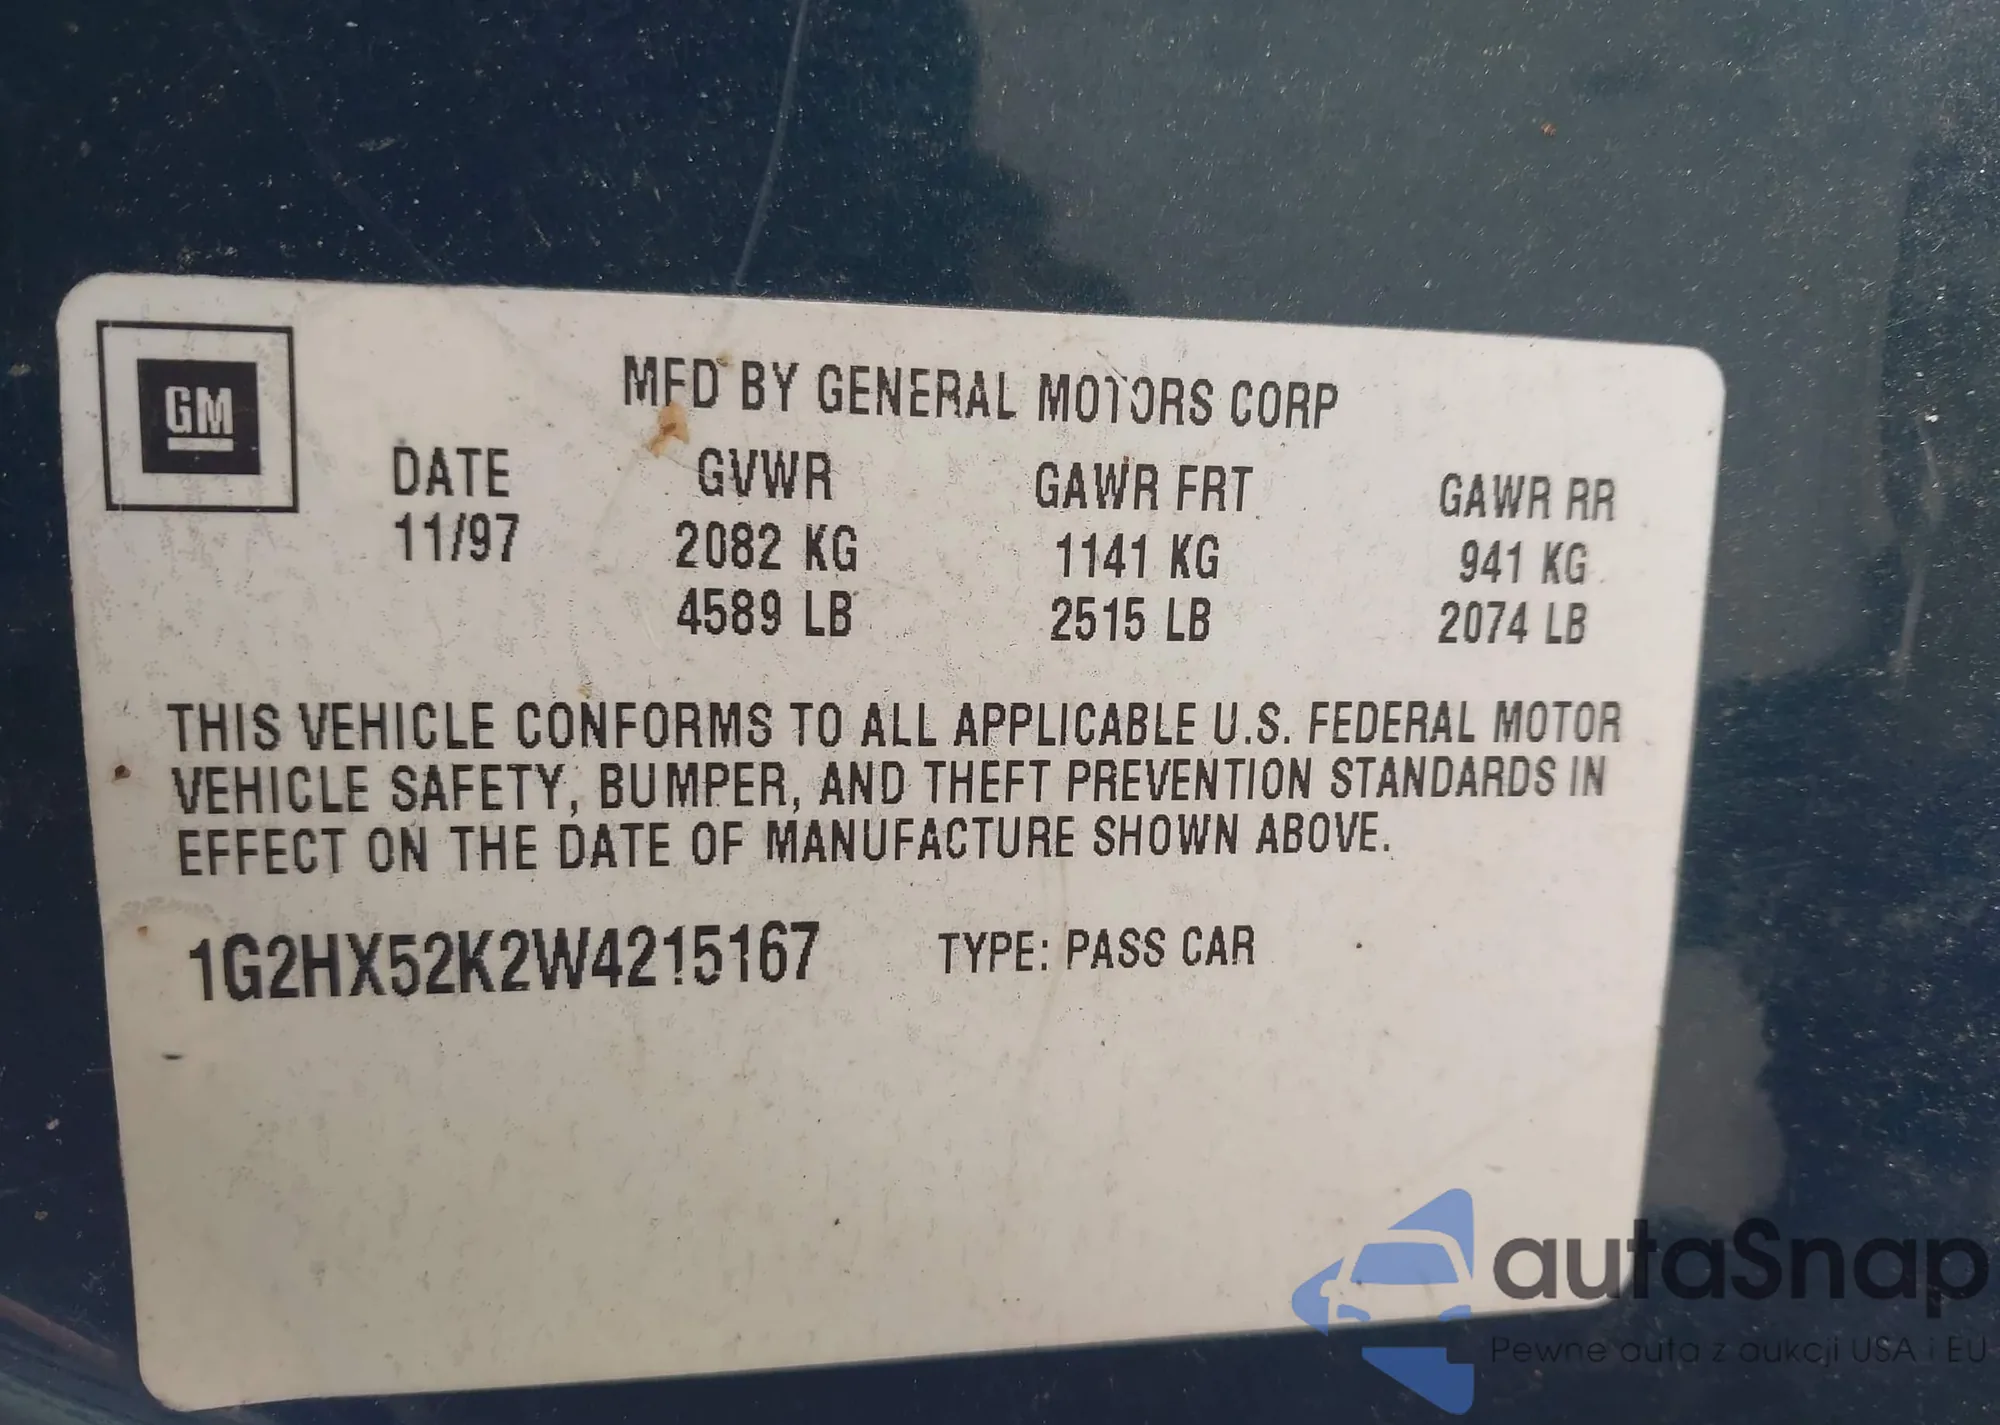 GM
MFD BY GENERAL MOTORS CORP
DATE GVWR GAWR FRT GAWR RR
11/97 2082 KG 1141 KG 941 KG
4589 LB 2515 LB 2074 LB
THIS VEHICLE CONFORMS TO ALL APPLICABLE U.S. FEDERAL MOTOR
VEHICLE SAFETY, BUMPER, AND THEFT PREVENTION STANDARDS IN
EFFECT ON THE DATE OF MANUFACTURE SHOWN ABOVE.
1G2HX52K2W4215167 TYPE: PASS CAR
autaSnap
Pewne auta z aukcji USA i EU